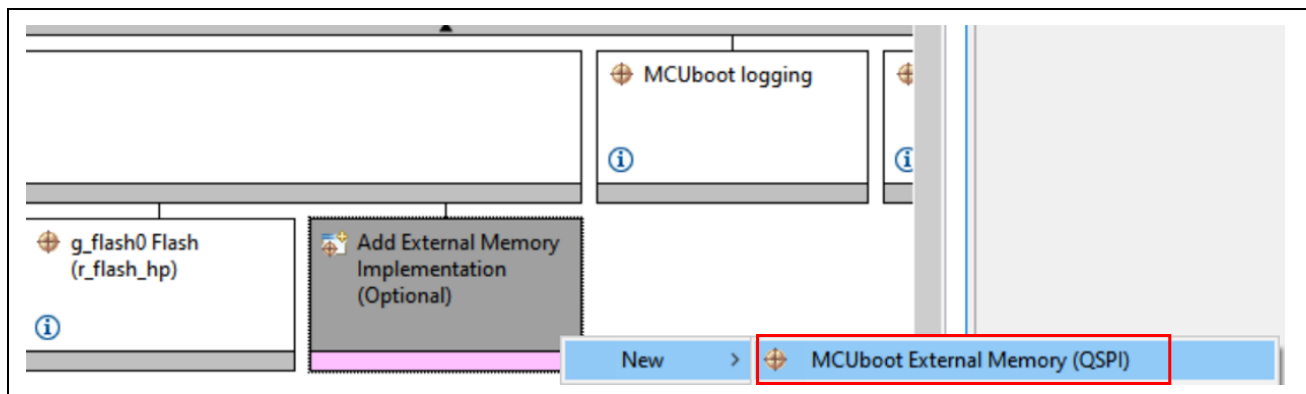 MCUboot logging
g_flash0 Flash
(r_flash_hp)
Add External Memory
Implementation
(Optional)
New
MCUboot External Memory (QSPI)